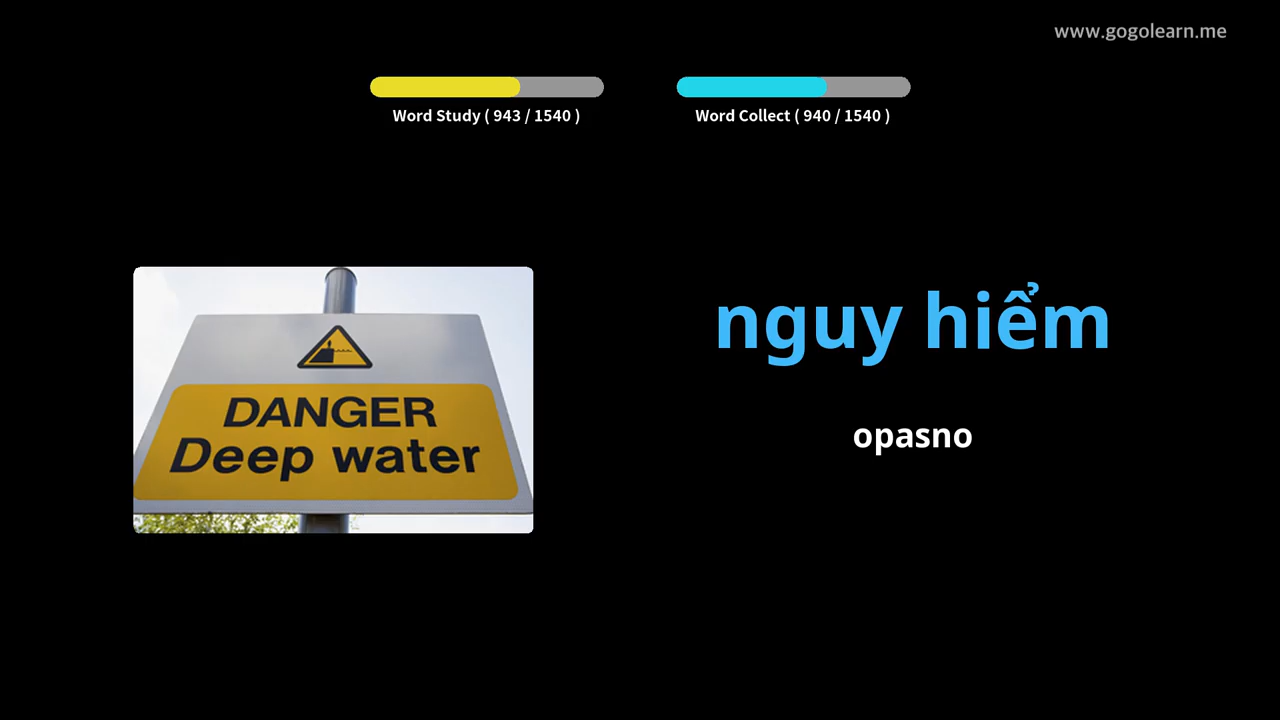 www.gogolearn.me
Word Study ( 943 / 1540 )
Word Collect ( 940 / 1540 )
DANGER
Deep water
nguy hiểm
opasno